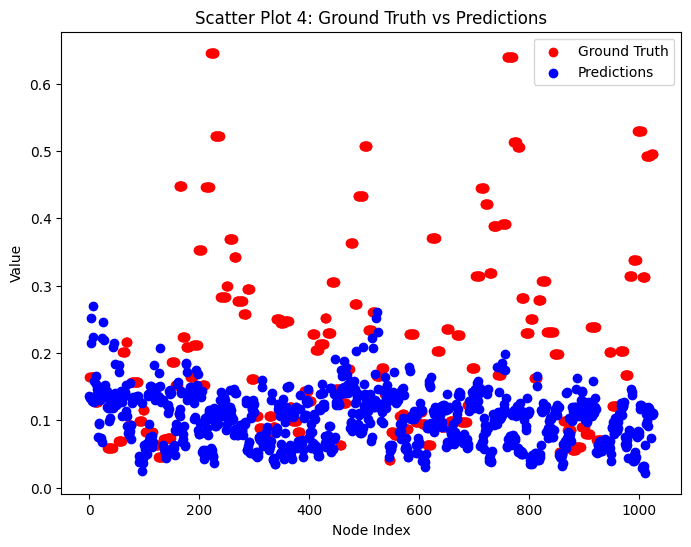 Scatter Plot 4: Ground Truth vs Predictions
Ground Truth
Predictions
Value
0.6
0.5
0.4
0.3
0.2
0.1
0.0
0 200 400 600 800 1000
Node Index